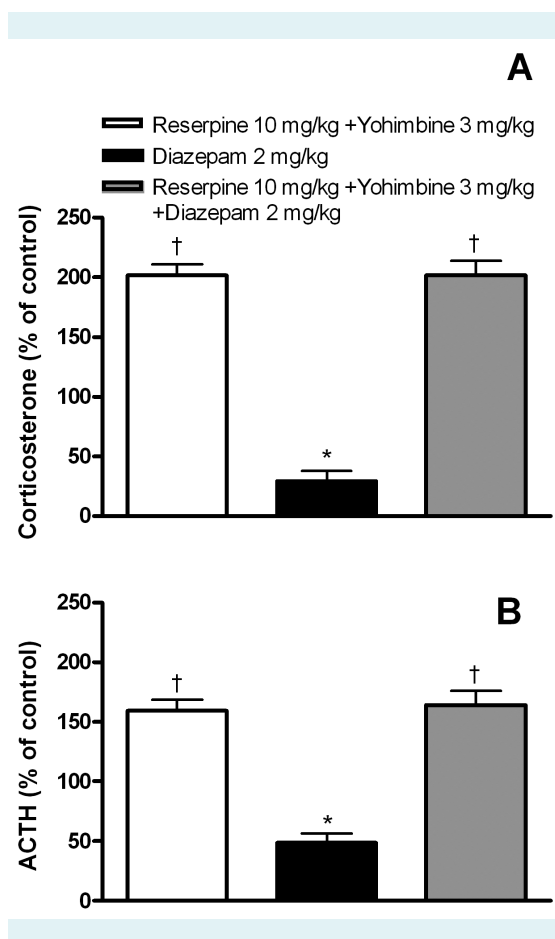 A
Reserpine 10 mg/kg +Yohimbine 3 mg/kg
Diazepam 2 mg/kg
Reserpine 10 mg/kg +Yohimbine 3 mg/kg
+Diazepam 2 mg/kg
Corticosterone (% of control)
250
200
150
100
50
0
†
*
†
B
ACTH (% of control)
250
200
150
100
50
0
†
*
†